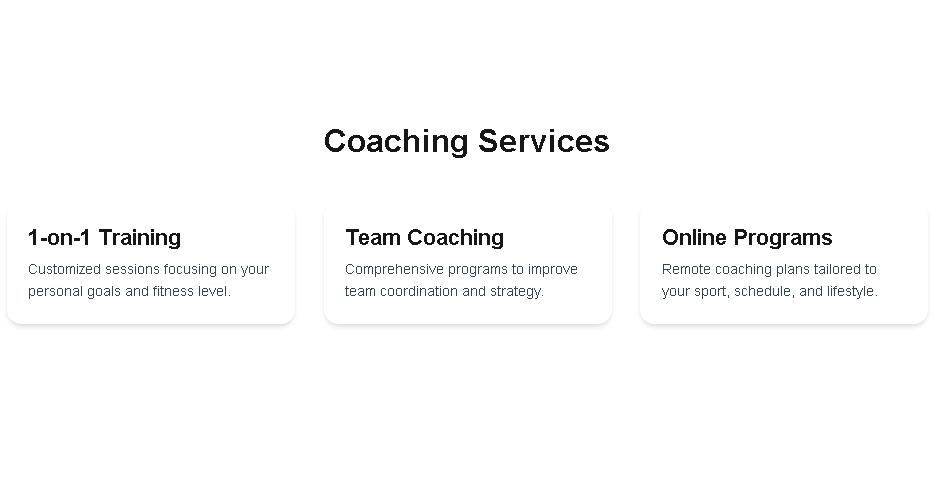 Coaching Services
1-on-1 Training
Customized sessions focusing on your
personal goals and fitness level.
Team Coaching
Comprehensive programs to improve
team coordination and strategy.
Online Programs
Remote coaching plans tailored to
your sport, schedule, and lifestyle.